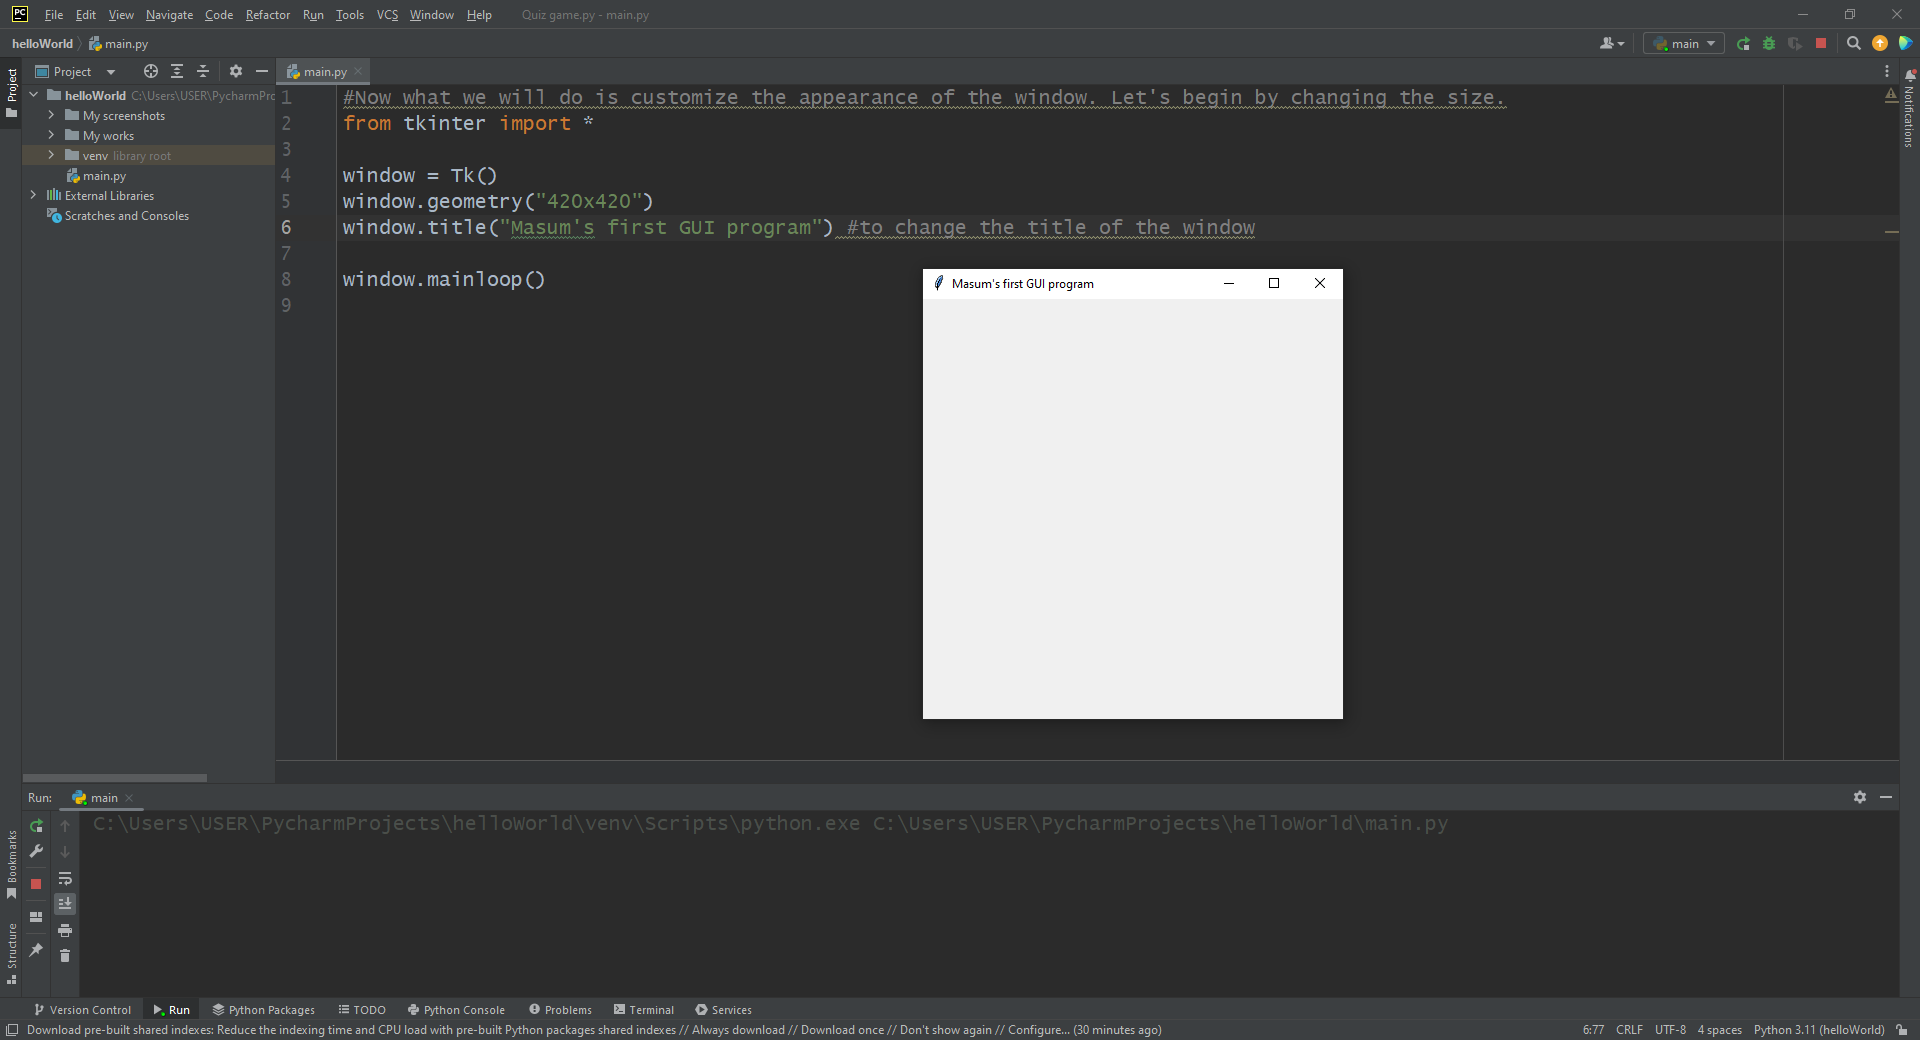 PC File Edit View Navigate Code Refactor Run Tools VCS Window Help Quiz game.py - main.py
helloWorld main.py main
Project
Project main.py
helloWorld C:\Users\USER\PycharmPro
My screenshots
My works
venv library root
main.py
External Libraries
Scratches and Consoles
1 #Now what we will do is customize the appearance of the window. Let's begin by changing the size.
2 from tkinter import *
3
4 window = Tk()
5 window.geometry("420x420")
6 window.title("Masum's first GUI program") #to change the title of the window
7
8 window.mainloop()
9
Notifications
Masum's first GUI program
Run: main
C:\Users\USER\PycharmProjects\helloWorld\venv\Scripts\python.exe C:\Users\USER\PycharmProjects\helloWorld\main.py
Bookmarks
Structure
Version Control Run Python Packages TODO Python Console Problems Terminal Services
Download pre-built shared indexes: Reduce the indexing time and CPU load with pre-built Python packages shared indexes // Always download // Download once // Don't show again // Configure... (30 minutes ago) 6:77 CRLF UTF-8 4 spaces Python 3.11 (helloWorld)